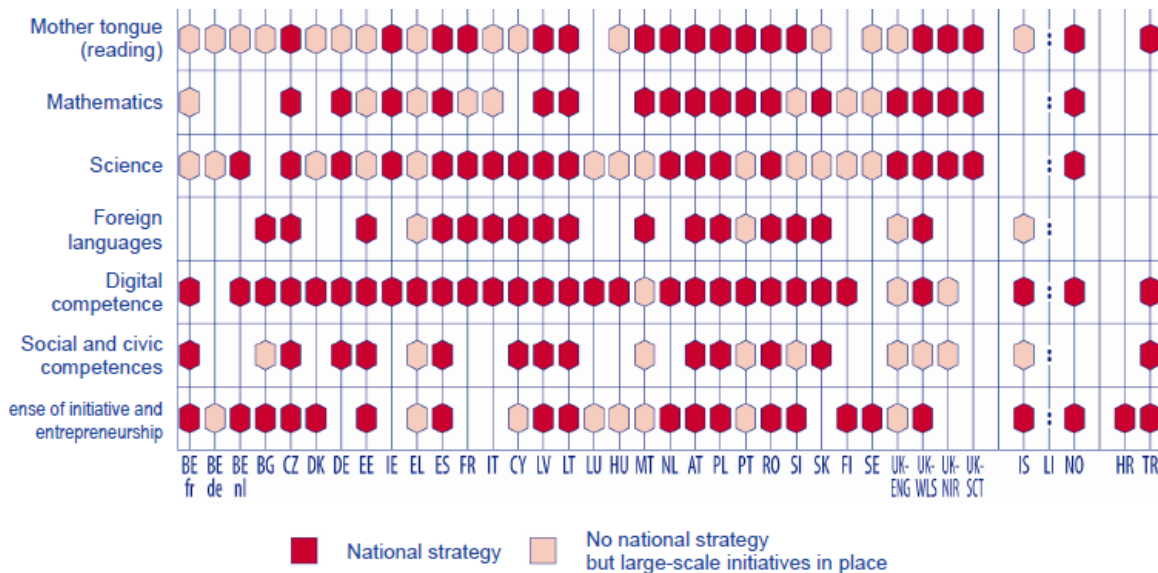 Mother tongue
(reading)
Mathematics
Science
Foreign
languages
Digital
competence
Social and civic
competences
ense of initiative and
entrepreneurship
BE BE BE BG CZ DK DE EE IE EL ES FR IT CY LV LT LU HU MT NL AT PL PT RO SI SK FI SE UK- UK- UK- UK- IS LI NO HR TR
fr de nl ENG WLS NIR SCT
National strategy
No national strategy
but large-scale initiatives in place